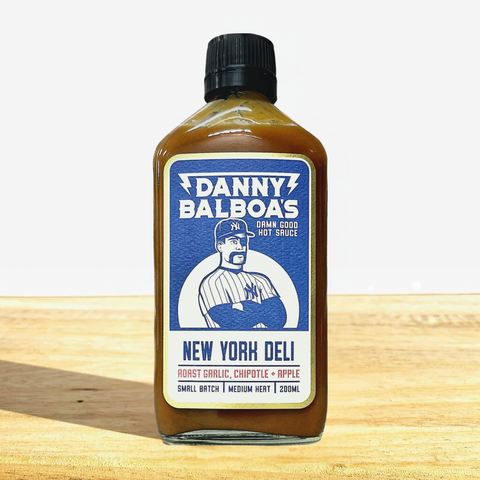 DANNY
BALBOA'S
DAMN GOOD
HOT SAUCE
NY
NY
NEW YORK DELI
ROAST GARLIC, CHIPOTLE + APPLE
SMALL BATCH | MEDIUM HEAT | 200ML